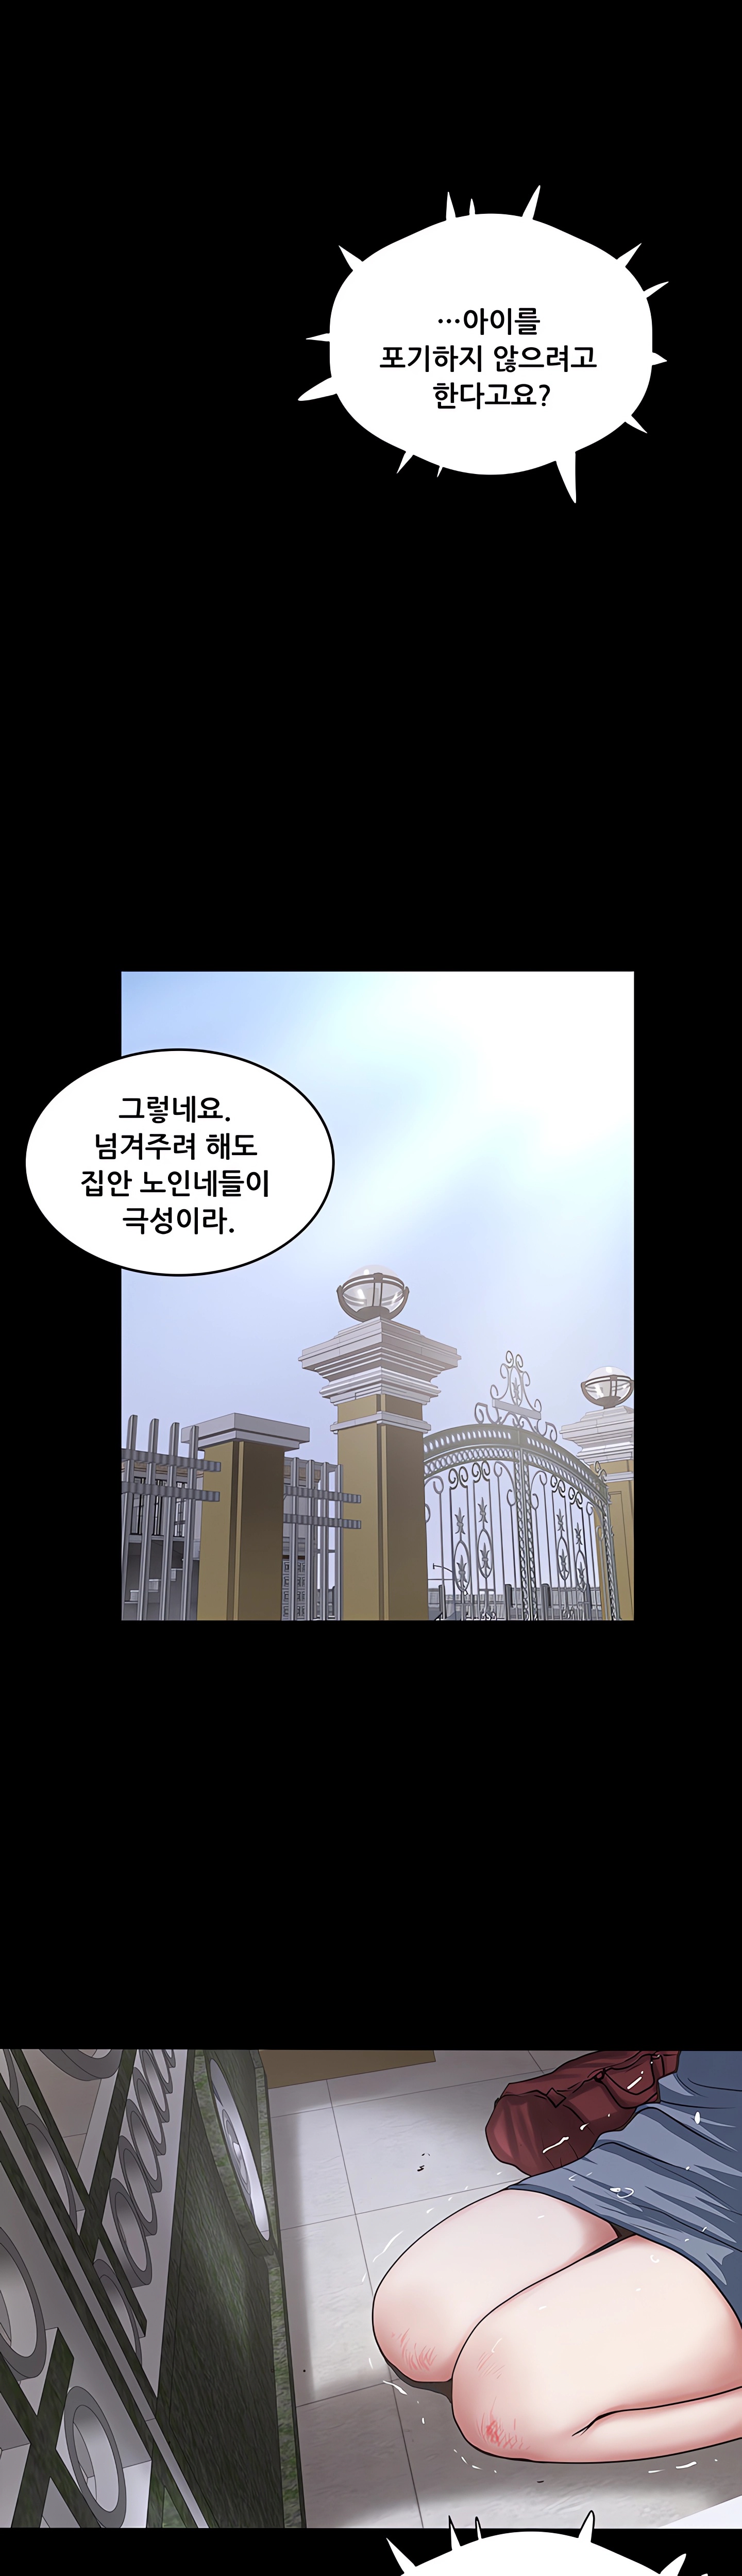 …아이를
포기하지 않으려고
한다고요?
그렇네요.
넘겨주려 해도
집안 노인네들이
극성이라.